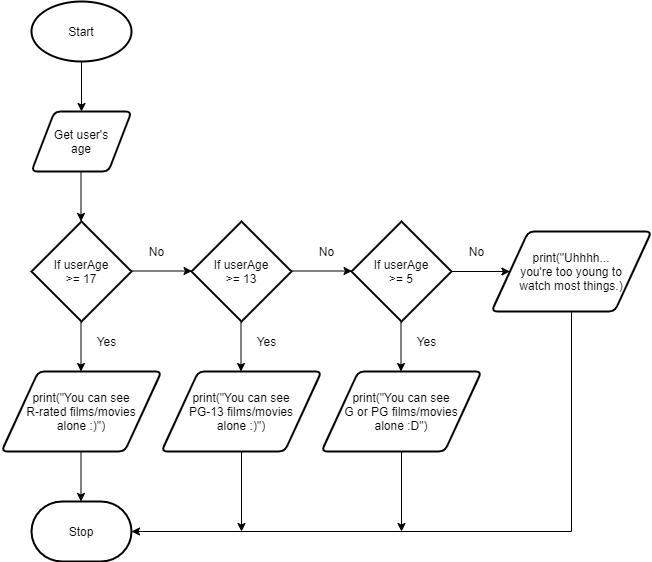 Start
Get user's
age
If userAge
>= 17
No
If userAge
>= 13
No
If userAge
>= 5
No
print("Uhhhh...
you're too young to
watch most things.)
Yes
Yes
Yes
print("You can see
R-rated films/movies
alone :)")
print("You can see
PG-13 films/movies
alone :)")
print("You can see
G or PG films/movies
alone :D")
Stop